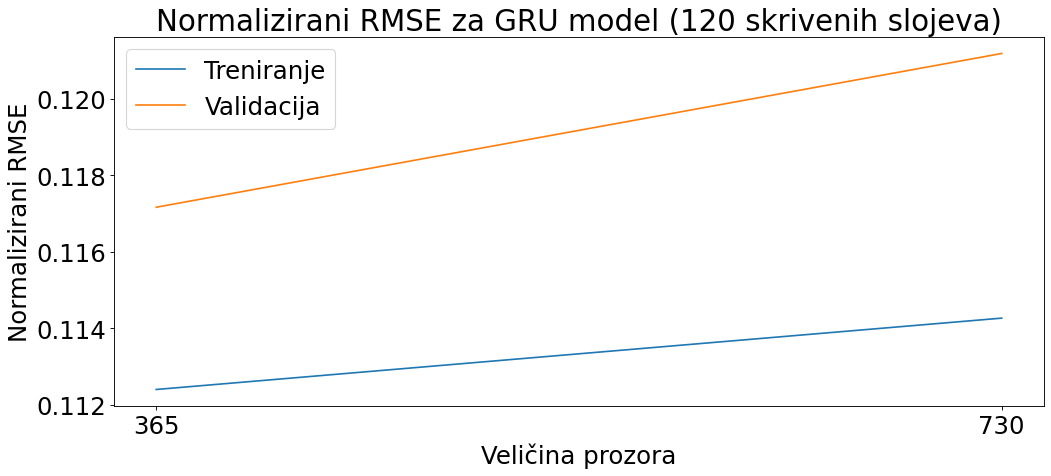 Normalizirani RMSE za GRU model (120 skrivenih slojeva)
Treniranje
Validacija
Normalizirani RMSE
0.120
0.118
0.116
0.114
0.112
365
730
Veličina prozora